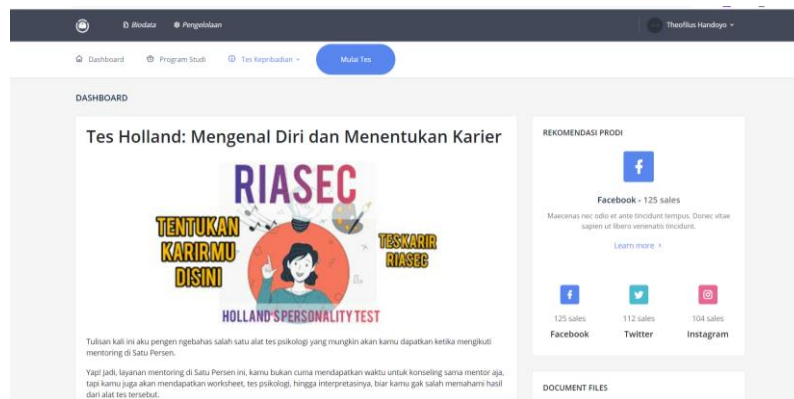 Biodata Pengelolaan Theofilus Handoyo
Dashboard Program Studi Tes Kepribadian Mulai Tes
DASHBOARD
Tes Holland: Mengenal Diri dan Menentukan Karier
RIASEC
TENTUKAN
KARIRMU
DISINI
TESKARIR
RIASEC
HOLLAND'S PERSONALITY TEST
Tulisan kali ini aku pengen ngebahas salah satu alat tes psikologi yang mungkin akan kamu dapatkan ketika mengikuti
mentoring di Satu Persen.
Yap! Jadi, layanan mentoring di Satu Persen ini, kamu bukan cuma mendapatkan waktu untuk konseling sama mentor aja,
tapi kamu juga akan mendapatkan worksheet, tes psikologi, hingga interpretasinya, biar kamu gak salah memahami hasil
dari alat tes tersebut.
REKOMENDASI PRODI
Facebook - 125 sales
Maecenas nec odio et ante tincidunt tempus. Donec vitae
sapien ut libero venenatis tincidunt.
Learn more
125 sales 112 sales 104 sales
Facebook Twitter Instagram
DOCUMENT FILES